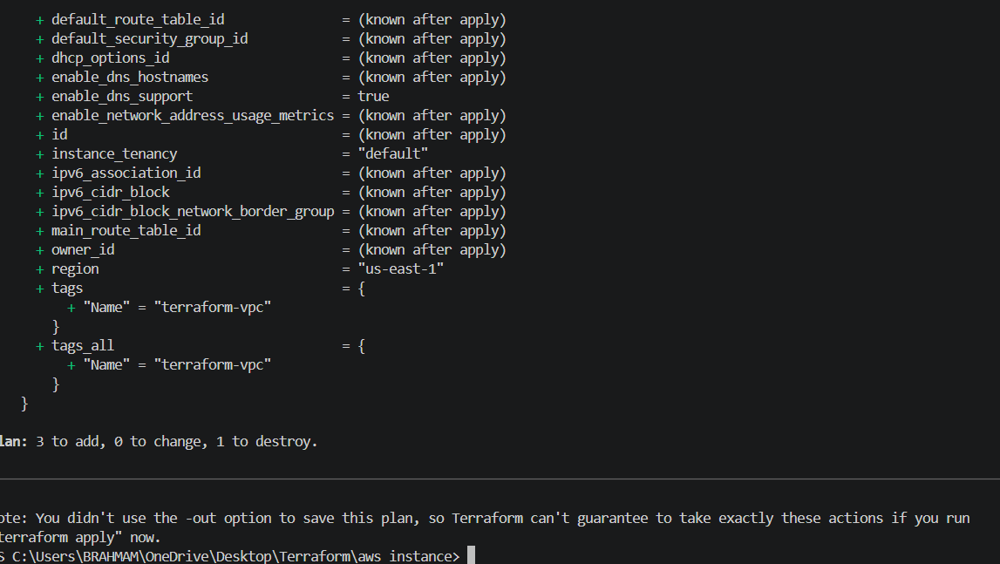 + default_route_table_id = (known after apply)
+ default_security_group_id = (known after apply)
+ dhcp_options_id = (known after apply)
+ enable_dns_hostnames = (known after apply)
+ enable_dns_support = true
+ enable_network_address_usage_metrics = (known after apply)
+ id = (known after apply)
+ instance_tenancy = "default"
+ ipv6_association_id = (known after apply)
+ ipv6_cidr_block = (known after apply)
+ ipv6_cidr_block_network_border_group = (known after apply)
+ main_route_table_id = (known after apply)
+ owner_id = (known after apply)
+ region = "us-east-1"
+ tags = {
+ "Name" = "terraform-vpc"
}
+ tags_all = {
+ "Name" = "terraform-vpc"
}
}
lan: 3 to add, 0 to change, 1 to destroy.
ote: You didn't use the -out option to save this plan, so Terraform can't guarantee to take exactly these actions if you run
terraform apply" now.
S C:\Users\BRAHMAM\OneDrive\Desktop\Terraform\aws instance>